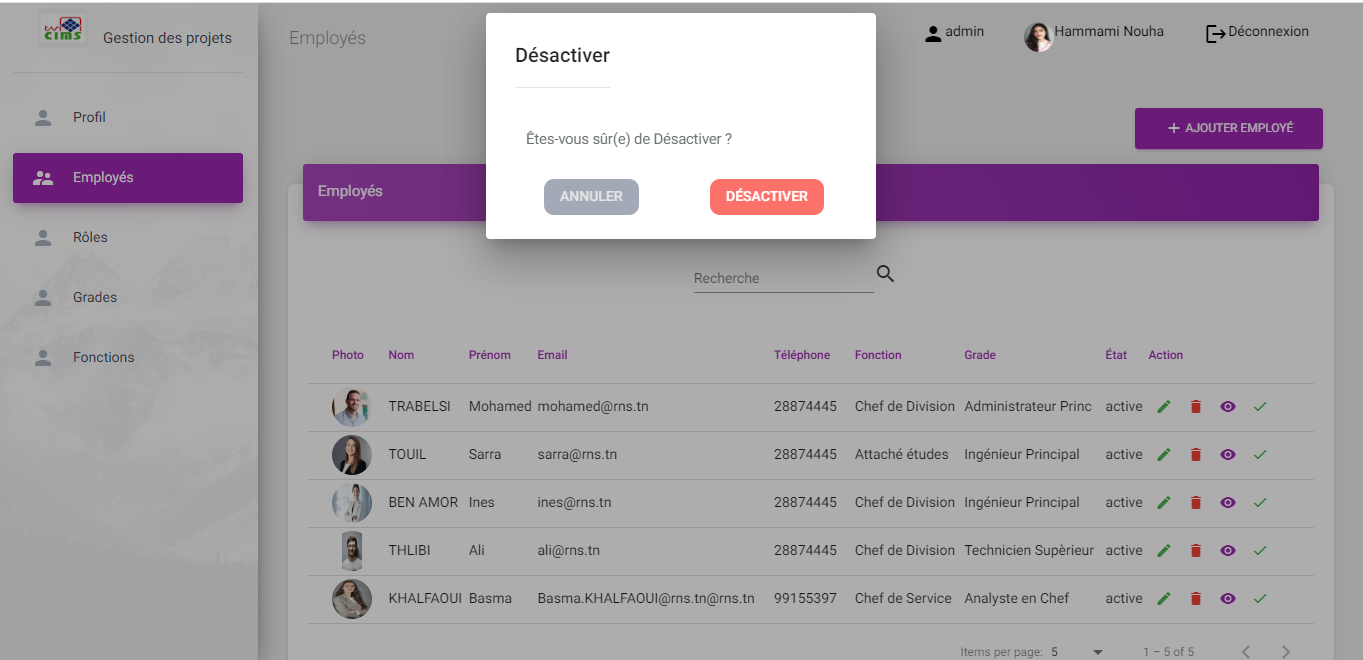 CIMS
Gestion des projets
Employés
admin
Hammami Nouha
Déconnexion
Désactiver
Êtes-vous sûr(e) de Désactiver ?
ANNULER
DÉSACTIVER
Profil
Employés
Rôles
Grades
Fonctions
+ AJOUTER EMPLOYÉ
Employés
Recherche
Photo Nom Prénom Email Téléphone Fonction Grade État Action
TRABELSI Mohamed mohamed@rns.tn 28874445 Chef de Division Administrateur Princ active
TOUIL Sarra sarra@rns.tn 28874445 Attaché études Ingénieur Principal active
BEN AMOR Ines ines@rns.tn 28874445 Chef de Division Ingénieur Principal active
THLIBI Ali ali@rns.tn 28874445 Chef de Division Technicien Supèrieur active
KHALFAOUI Basma Basma.KHALFAOUI@rns.tn@rns.tn 99155397 Chef de Service Analyste en Chef active
Items per page: 5 1 – 5 of 5